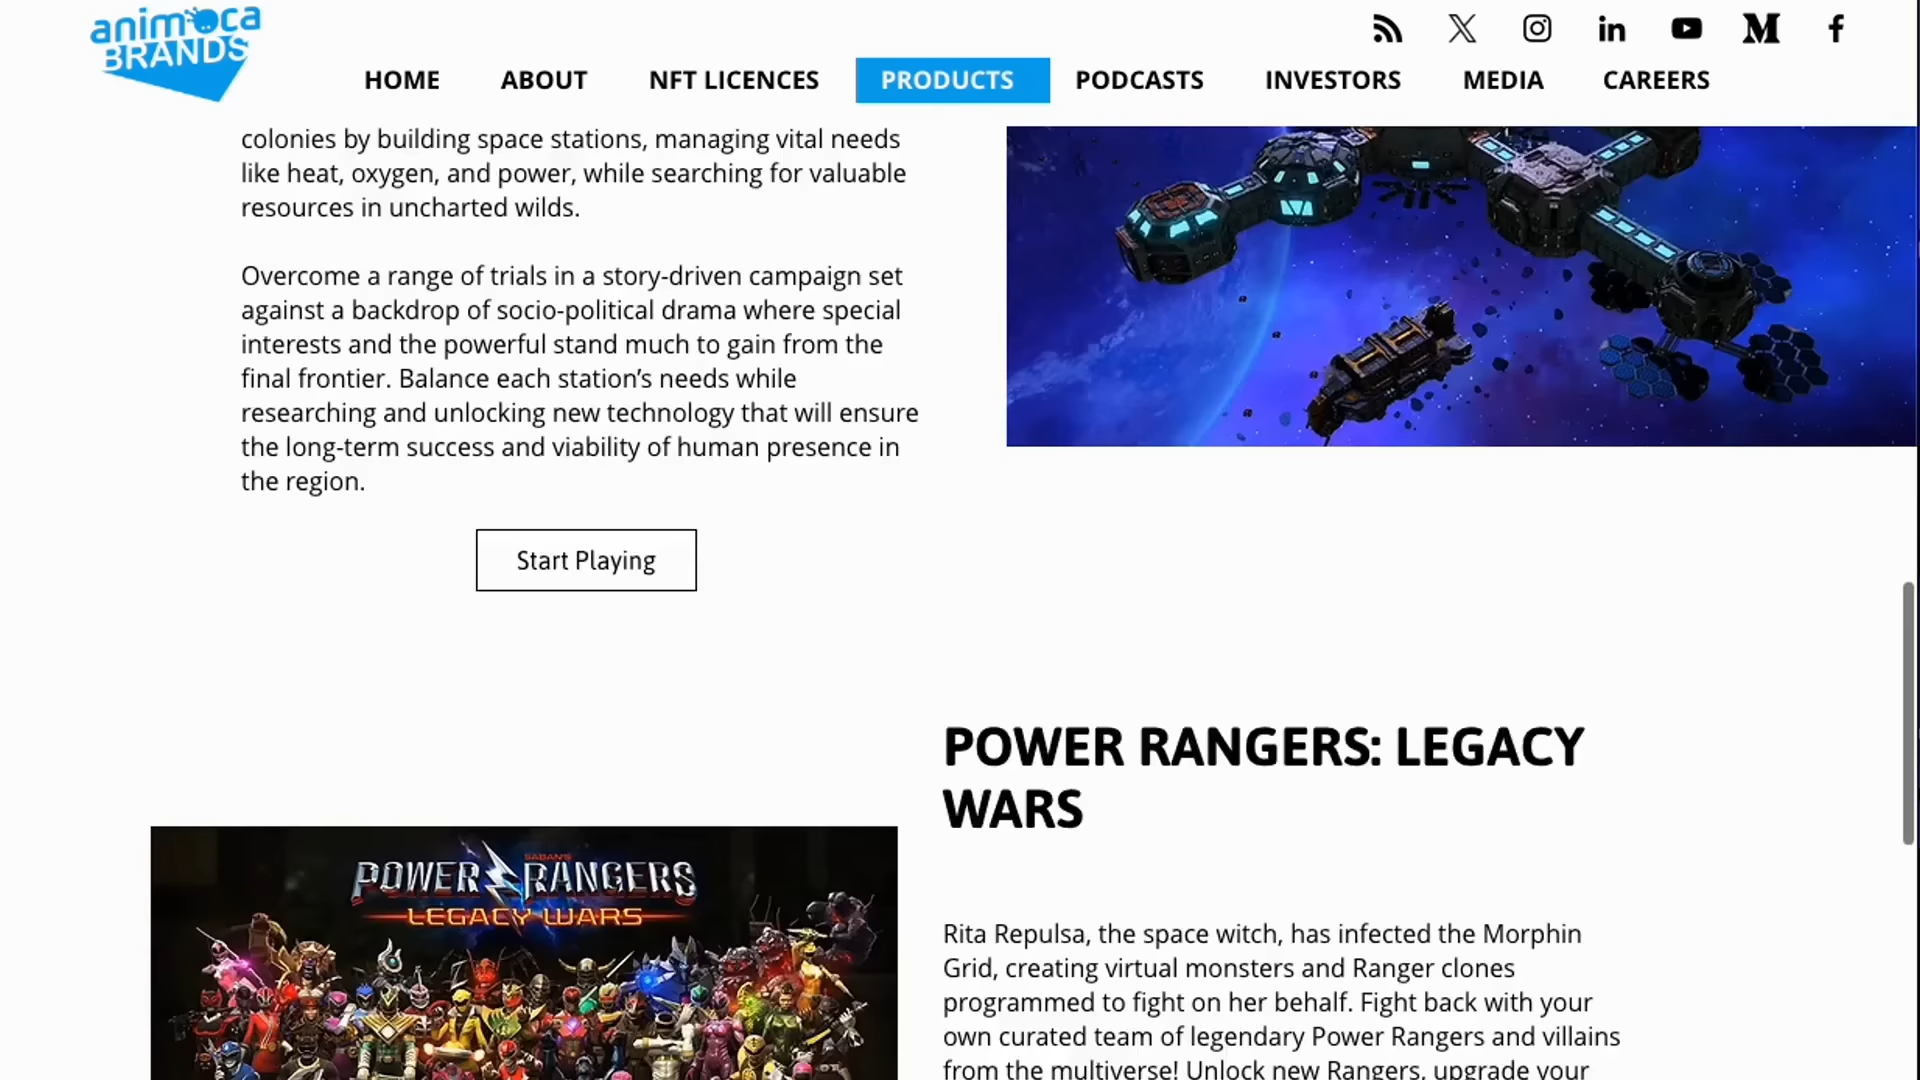 animoca
BRANDS
HOME ABOUT NFT LICENCES PRODUCTS PODCASTS INVESTORS MEDIA CAREERS
colonies by building space stations, managing vital needs
like heat, oxygen, and power, while searching for valuable
resources in uncharted wilds.
Overcome a range of trials in a story-driven campaign set
against a backdrop of socio-political drama where special
interests and the powerful stand much to gain from the
final frontier. Balance each station’s needs while
researching and unlocking new technology that will ensure
the long-term success and viability of human presence in
the region.
Start Playing
POWER RANGERS: LEGACY
WARS
SABAN'S
POWER RANGERS
LEGACY WARS
Rita Repulsa, the space witch, has infected the Morphin
Grid, creating virtual monsters and Ranger clones
programmed to fight on her behalf. Fight back with your
own curated team of legendary Power Rangers and villains
from the multiverse! Unlock new Rangers, upgrade your